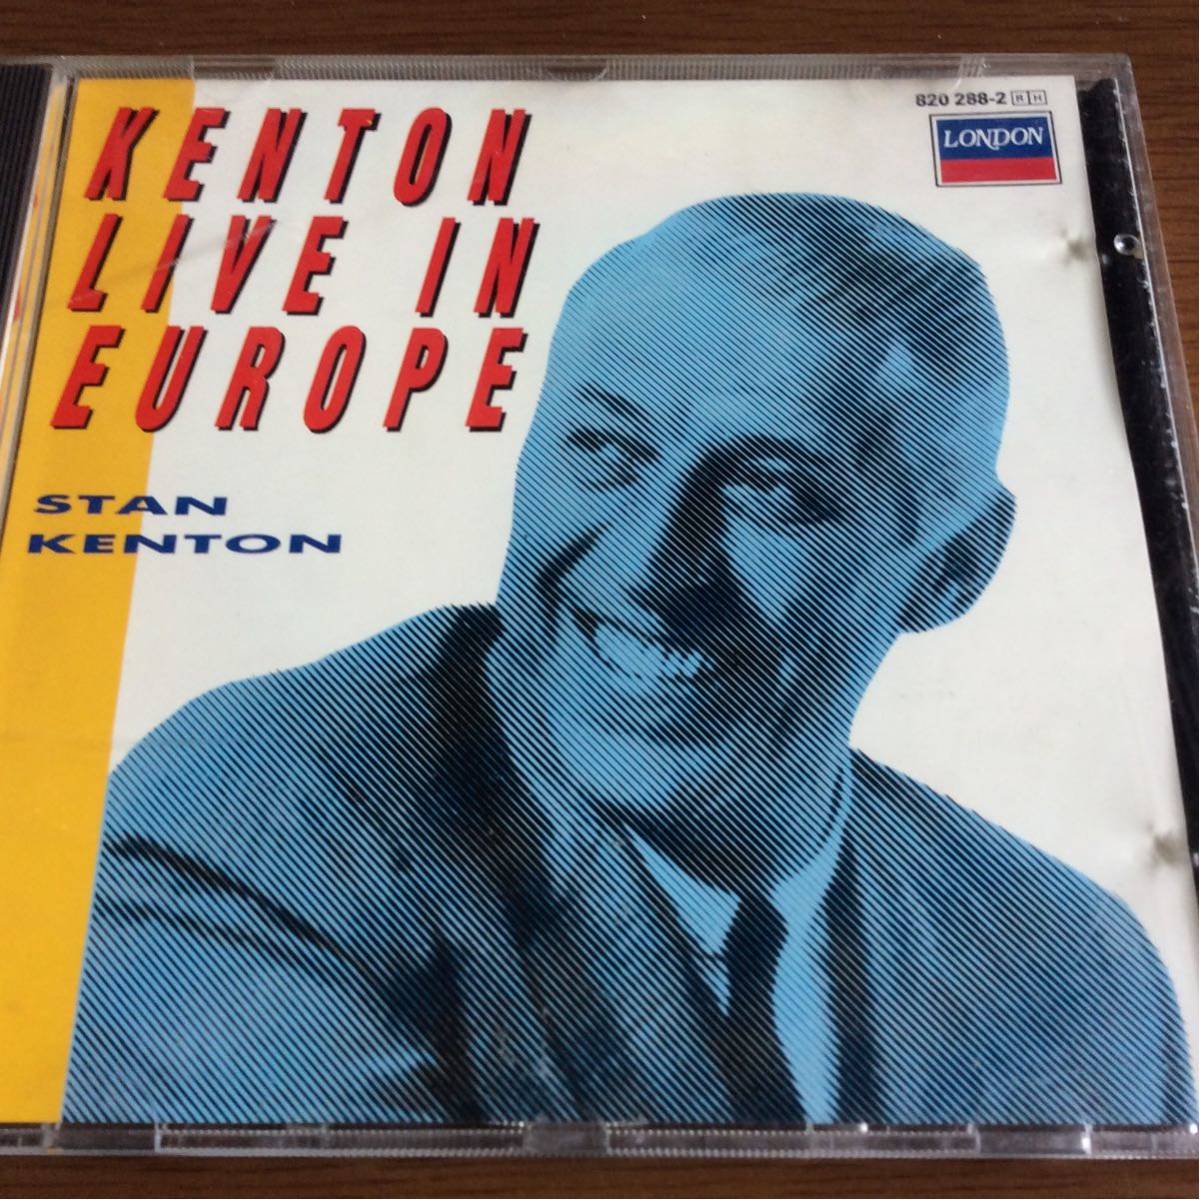 KENTON
LIVE IN
EUROPE
820 288-2 R H
LONDON
STAN
KENTON